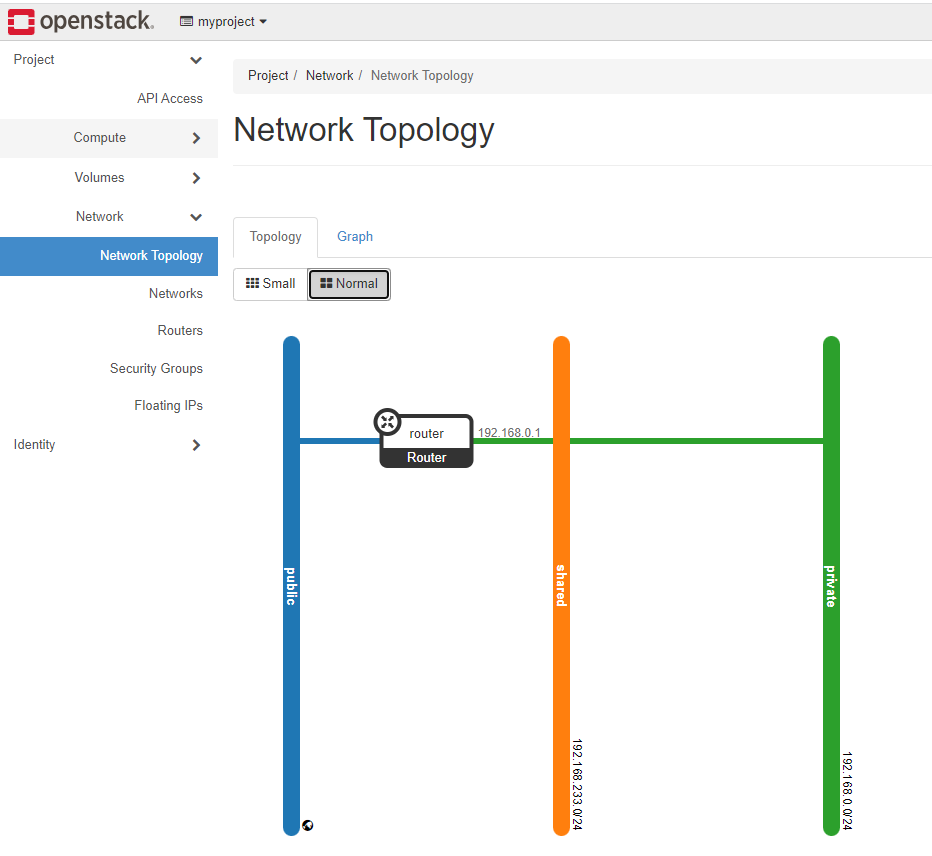 openstack.
myproject
Project
API Access
Compute
Volumes
Network
Network Topology
Networks
Routers
Security Groups
Floating IPs
Identity
Project / Network / Network Topology
Network Topology
Topology
Graph
Small
Normal
router
Router
192.168.0.1
public
shared
192.168.233.0/24
private
192.168.0.0/24